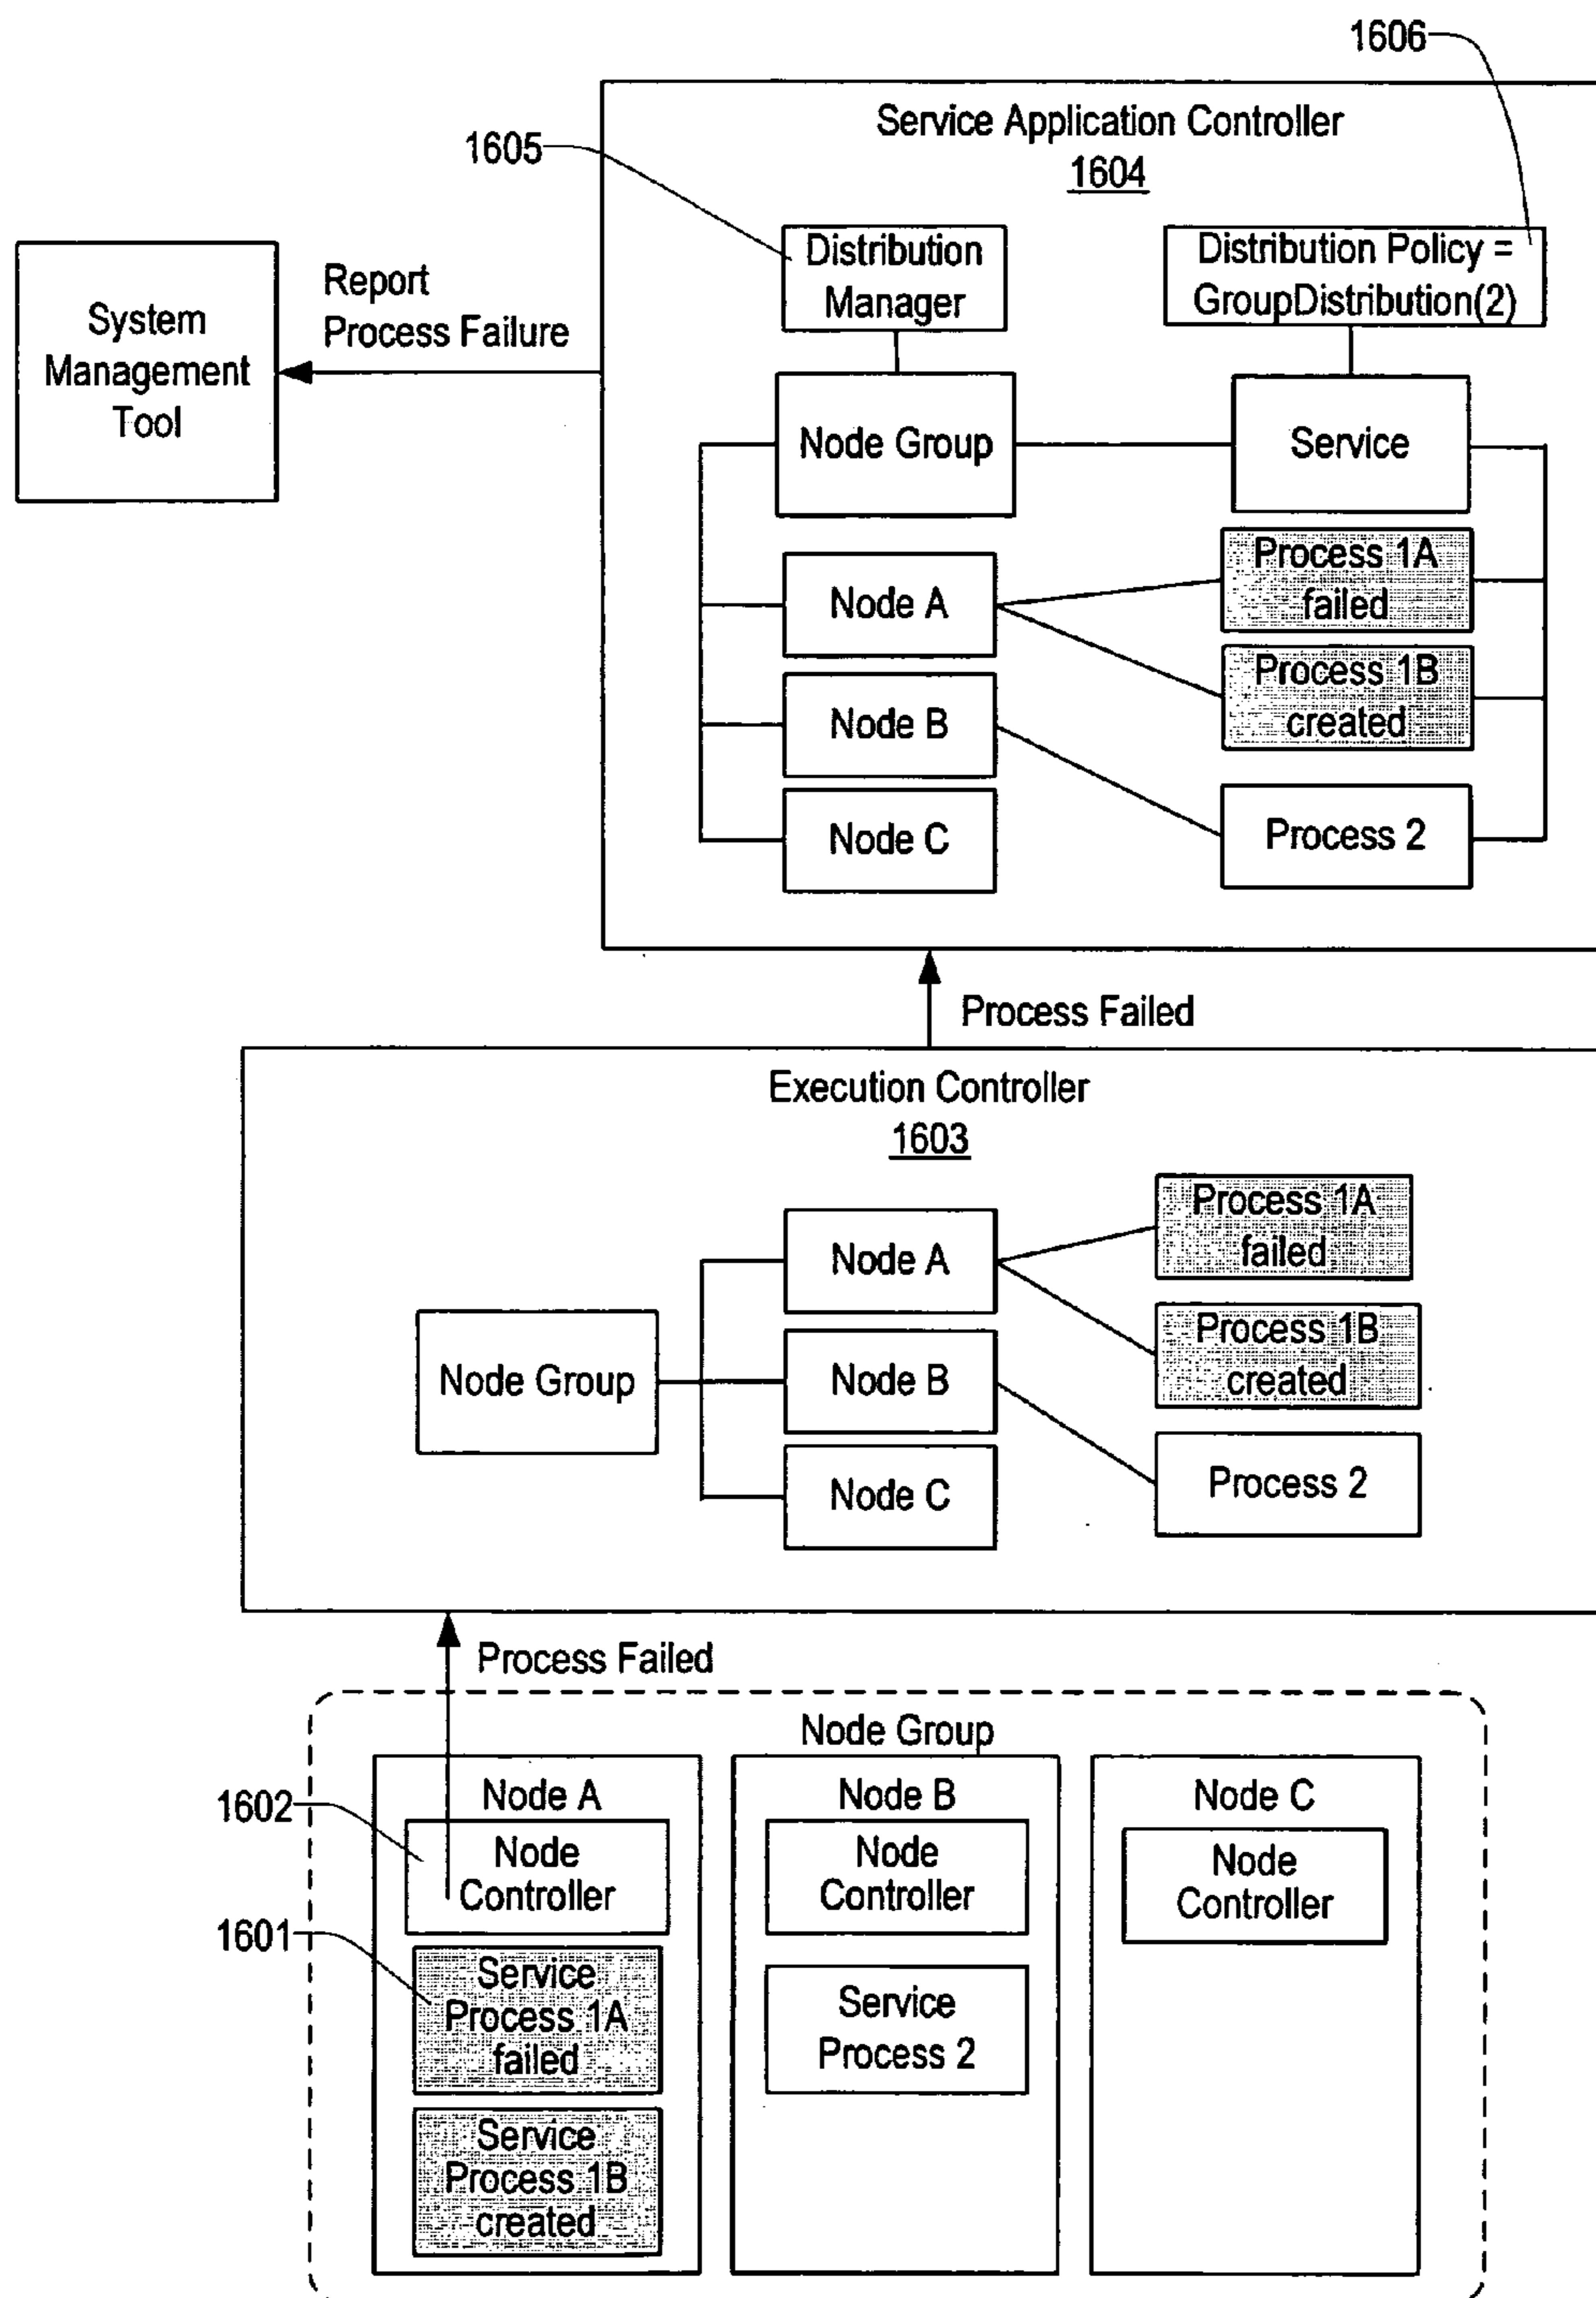 1606
Service Application Controller
1604
1605
Distribution
Manager
Distribution Policy =
GroupDistribution(2)
System
Management
Tool
Report
Process Failure
Node Group
Service
Node A
Process 1A
failed
Process 1B
created
Node B
Node C
Process 2
Process Failed
Execution Controller
1603
Node A
Process 1A
failed
Node Group
Node B
Process 1B
created
Node C
Process 2
Process Failed
Node Group
Node A
Node B
Node C
1602
Node
Controller
Node
Controller
Node
Controller
1601
Service
Process 1A
failed
Service
Process 2
Service
Process 1B
created